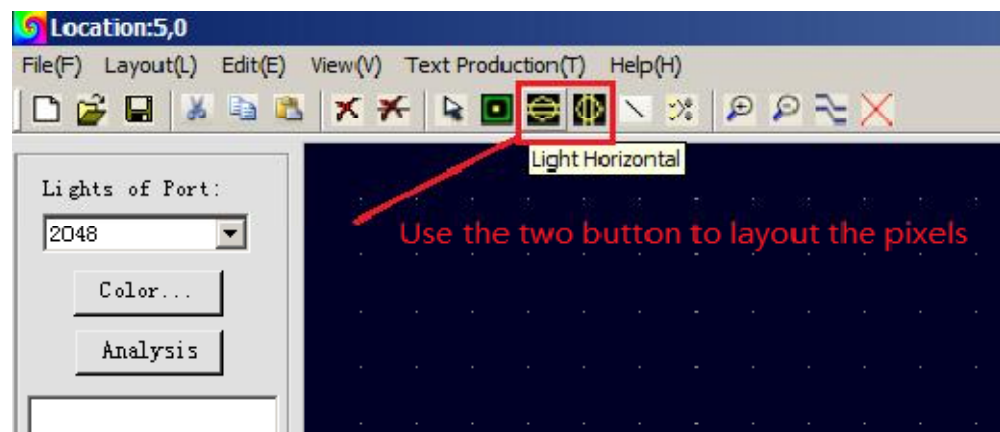 Location:5,0
File(F) Layout(L) Edit(E) View(V) Text Production(T) Help(H)
Light Horizontal
Lights of Port:
2048
Use the two button to layout the pixels
Color...
Analysis